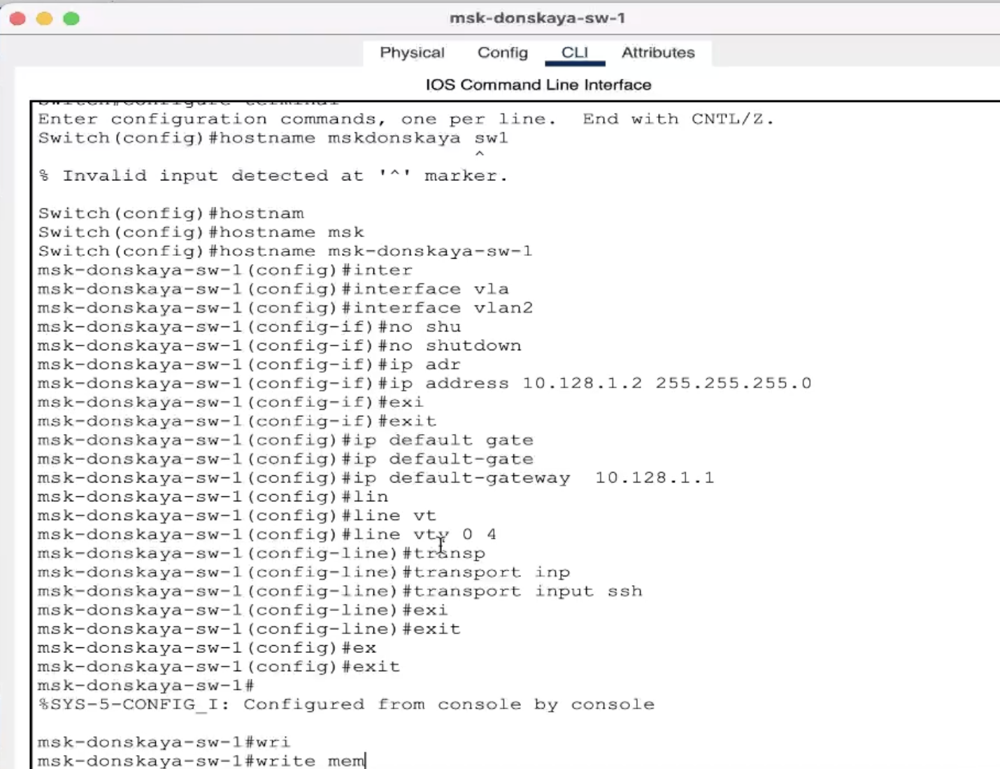 msk-donskaya-sw-1
Physical Config CLI Attributes
IOS Command Line Interface
Switch#configure terminal
Enter configuration commands, one per line.  End with CNTL/Z.
Switch(config)#hostname mskdonskaya sw1
^
% Invalid input detected at '^' marker.
Switch(config)#hostnam
Switch(config)#hostname msk
Switch(config)#hostname msk-donskaya-sw-1
msk-donskaya-sw-1(config)#inter
msk-donskaya-sw-1(config)#interface vla
msk-donskaya-sw-1(config)#interface vlan2
msk-donskaya-sw-1(config-if)#no shu
msk-donskaya-sw-1(config-if)#no shutdown
msk-donskaya-sw-1(config-if)#ip adr
msk-donskaya-sw-1(config-if)#ip address 10.128.1.2 255.255.255.0
msk-donskaya-sw-1(config-if)#exi
msk-donskaya-sw-1(config-if)#exit
msk-donskaya-sw-1(config)#ip default gate
msk-donskaya-sw-1(config)#ip default-gate
msk-donskaya-sw-1(config)#ip default-gateway  10.128.1.1
msk-donskaya-sw-1(config)#lin
msk-donskaya-sw-1(config)#line vt
msk-donskaya-sw-1(config)#line vty 0 4
msk-donskaya-sw-1(config-line)#transp
msk-donskaya-sw-1(config-line)#transport inp
msk-donskaya-sw-1(config-line)#transport input ssh
msk-donskaya-sw-1(config-line)#exi
msk-donskaya-sw-1(config-line)#exit
msk-donskaya-sw-1(config)#ex
msk-donskaya-sw-1(config)#exit
msk-donskaya-sw-1#
%SYS-5-CONFIG_I: Configured from console by console
msk-donskaya-sw-1#wri
msk-donskaya-sw-1#write mem